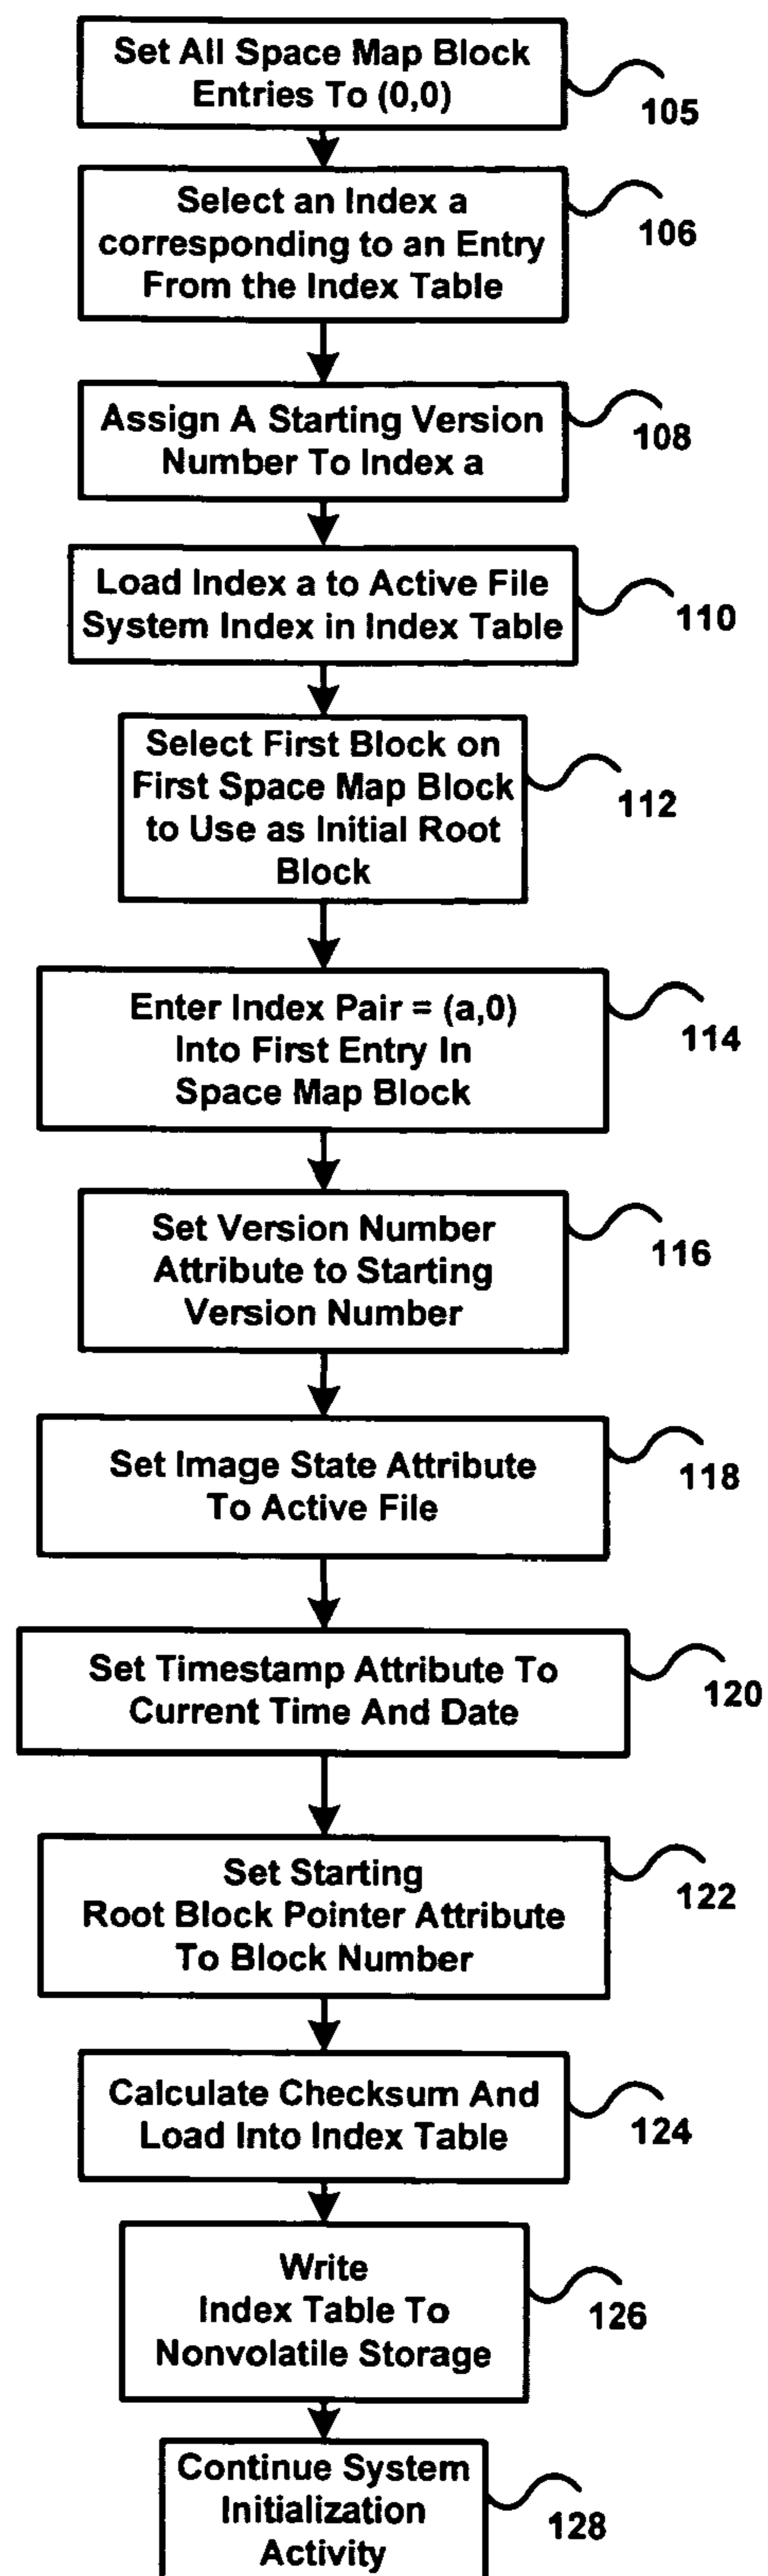 Set All Space Map Block
Entries To (0,0)
105
Select an Index a
corresponding to an Entry
From the Index Table
106
Assign A Starting Version
Number To Index a
108
Load Index a to Active File
System Index in Index Table
110
Select First Block on
First Space Map Block
to Use as Initial Root
Block
112
Enter Index Pair = (a,0)
Into First Entry In
Space Map Block
114
Set Version Number
Attribute to Starting
Version Number
116
Set Image State Attribute
To Active File
118
Set Timestamp Attribute To
Current Time And Date
120
Set Starting
Root Block Pointer Attribute
To Block Number
122
Calculate Checksum And
Load Into Index Table
124
Write
Index Table To
Nonvolatile Storage
126
Continue System
Initialization
Activity
128